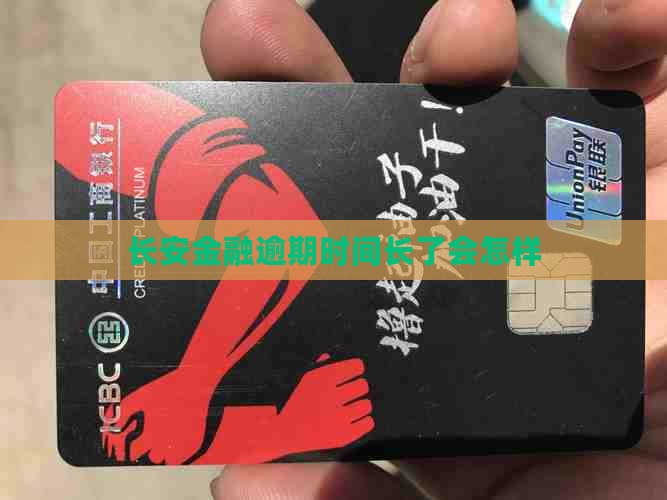 长安金融逾期时间长了会怎样
ICBC 中国工商银行
CREDIT PLATINUM
撸起袖子
加油干!
UnionPay
银联